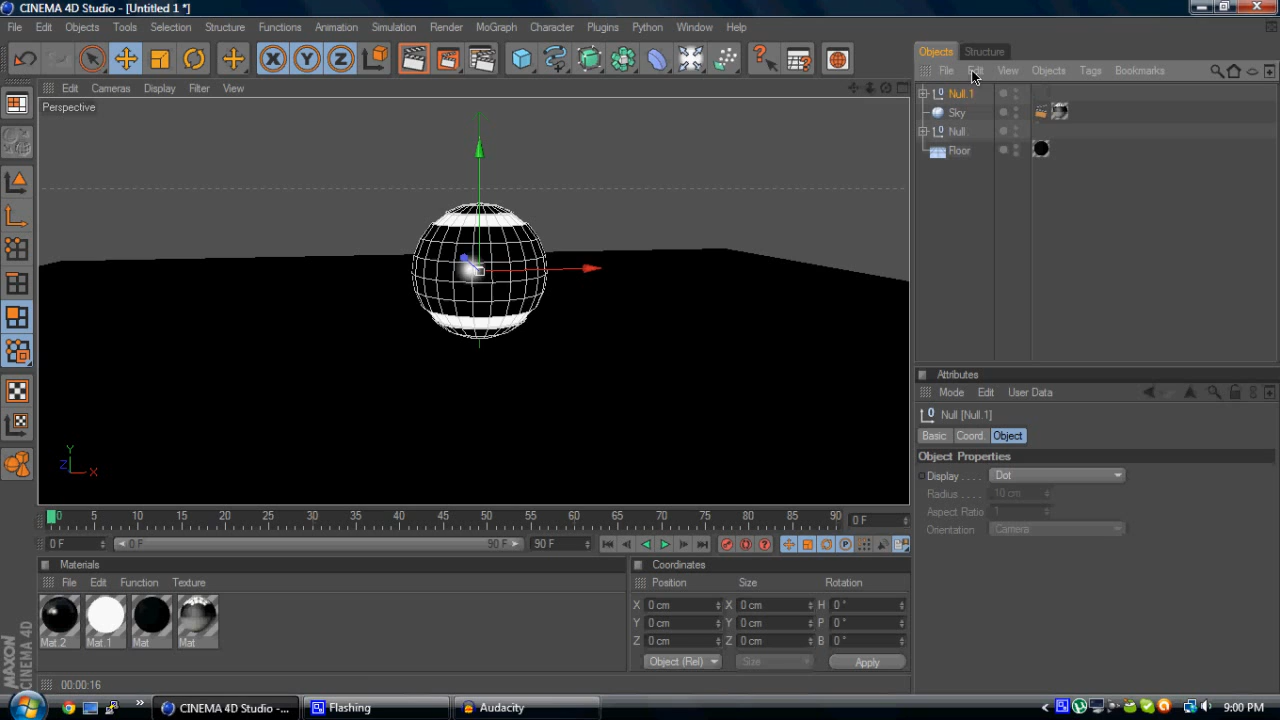 CINEMA 4D Studio - [Untitled 1 *]
File Edit Objects Tools Selection Structure Functions Animation Simulation Render MoGraph Character Plugins Python Window Help
X Y Z
Objects Structure
File Edit View Objects Tags Bookmarks
Edit Cameras Display Filter View
Perspective
Null.1
Sky
Null
Floor
Y
Z X
Attributes
Mode Edit User Data
Null [Null.1]
Basic Coord. Object
Object Properties
Display . . . . Dot
Radius . . . . . 10 cm
Aspect Ratio 1
Orientation . Camera
0 5 10 15 20 25 30 35 40 45 50 55 60 65 70 75 80 85 90 0 F
0 F 0 F 90 F 90 F
Materials
File Edit Function Texture
Mat.2 Mat.1 Mat Mat
Coordinates
Position Size Rotation
X 0 cm X 0 cm H 0 °
Y 0 cm Y 0 cm P 0 °
Z 0 cm Z 0 cm B 0 °
Object (Rel) Size Apply
MAXON
CINEMA 4D
00:00:16
CINEMA 4D Studio -... Flashing Audacity 9:00 PM